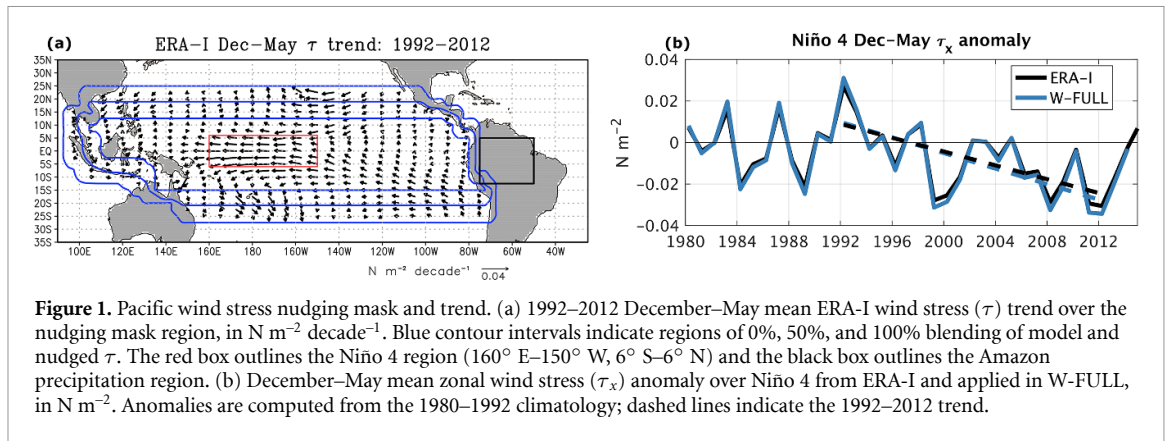 (a) ERA-I Dec-May τ trend: 1992-2012
35N
30N
25N
20N
15N
10N
5N
EQ
5S
10S
15S
20S
25S
30S
35S
100E 120E 140E 160E 180 160W 140W 120W 100W 80W 60W 40W
N m⁻² decade⁻¹ 0.04
(b) Niño 4 Dec-May τx anomaly
N m⁻²
0.04
0.02
0
-0.02
-0.04
1980 1984 1988 1992 1996 2000 2004 2008 2012
ERA-I
W-FULL
Figure 1. Pacific wind stress nudging mask and trend. (a) 1992–2012 December–May mean ERA-I wind stress (τ) trend over the
nudging mask region, in N m⁻² decade⁻¹. Blue contour intervals indicate regions of 0%, 50%, and 100% blending of model and
nudged τ. The red box outlines the Niño 4 region (160° E–150° W, 6° S–6° N) and the black box outlines the Amazon
precipitation region. (b) December–May mean zonal wind stress (τx) anomaly over Niño 4 from ERA-I and applied in W-FULL,
in N m⁻². Anomalies are computed from the 1980–1992 climatology; dashed lines indicate the 1992–2012 trend.